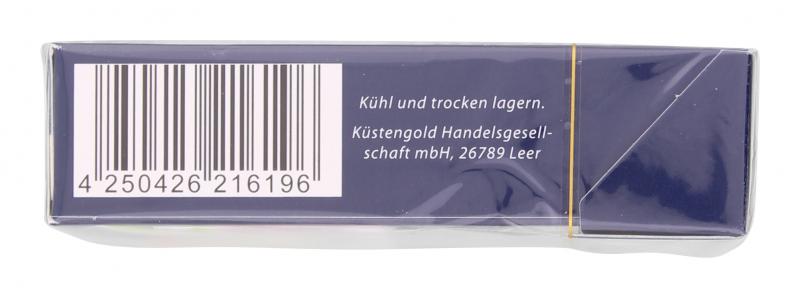 Kühl und trocken lagern.
Küstengold Handelsgesell-
schaft mbH, 26789 Leer
4 250426 216196